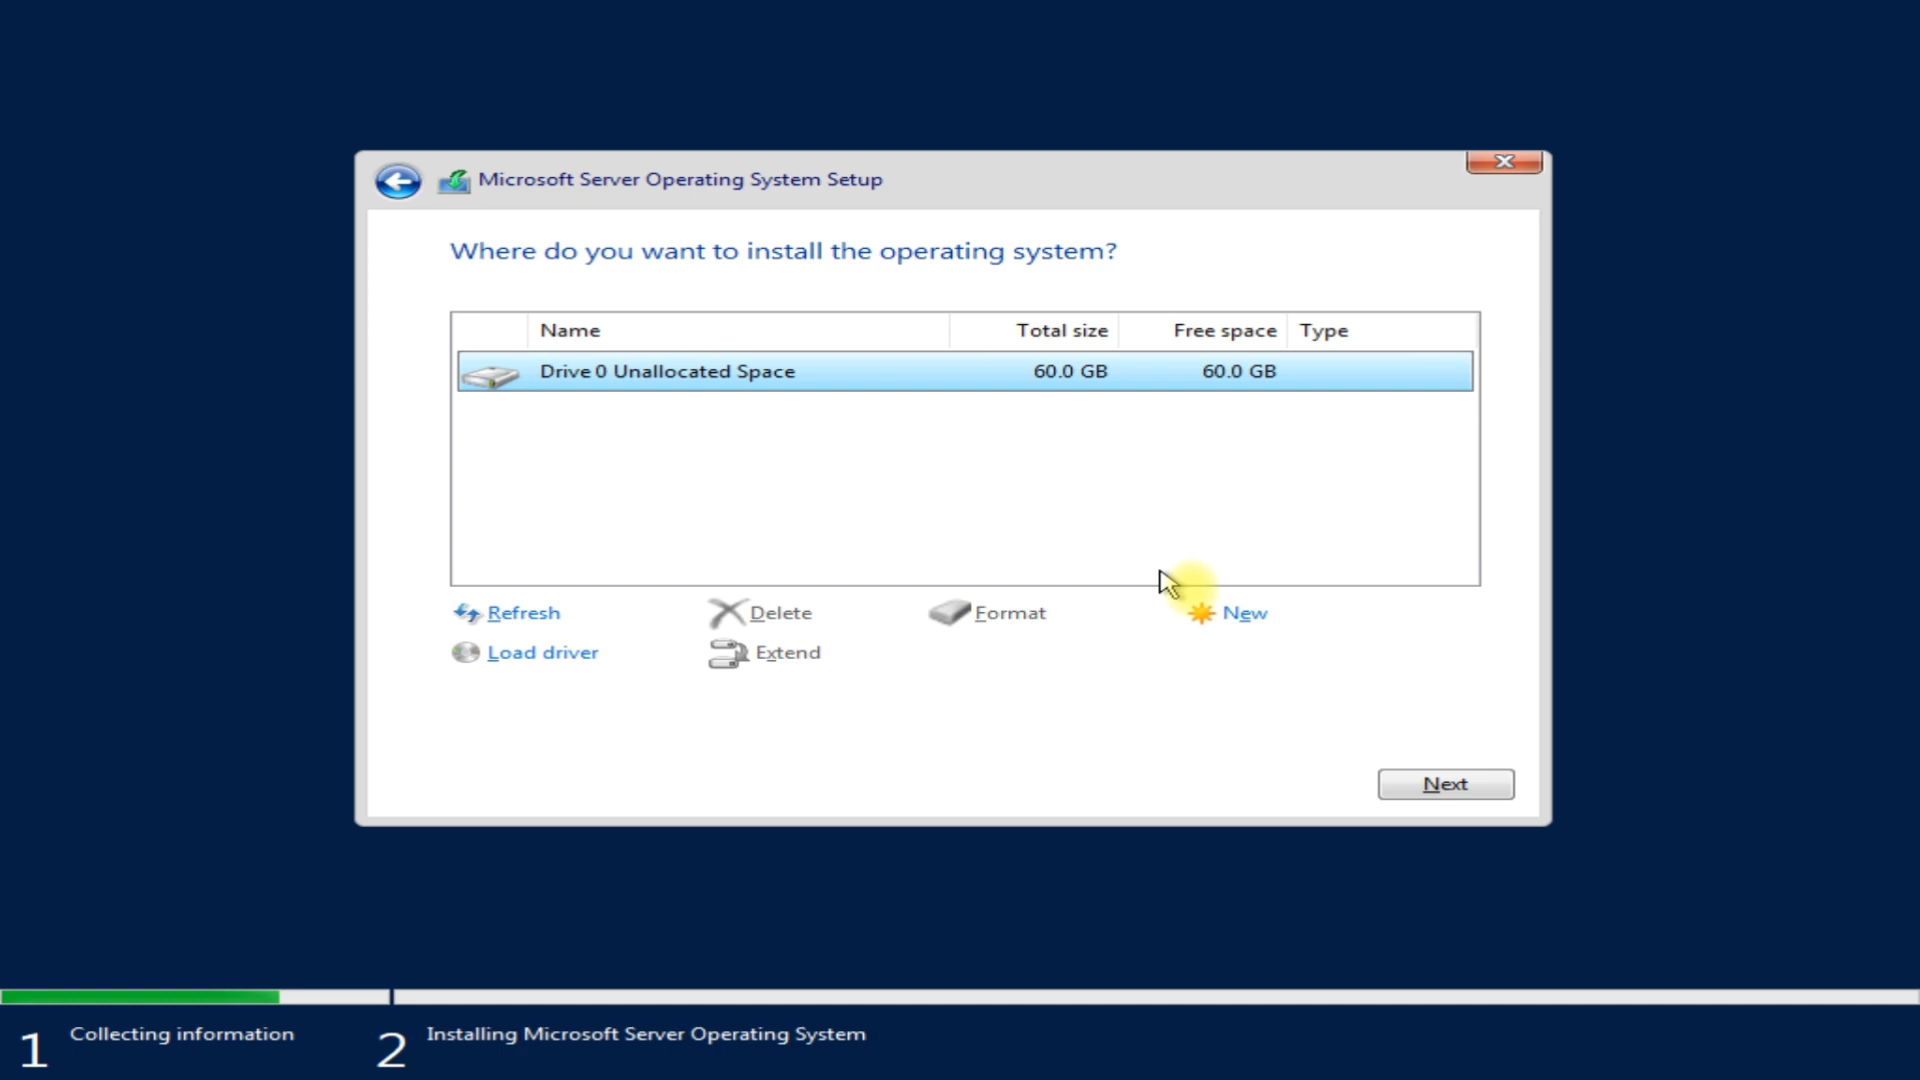 Microsoft Server Operating System Setup
Where do you want to install the operating system?
Name Total size Free space Type
Drive 0 Unallocated Space 60.0 GB 60.0 GB
Refresh Delete Format New
Load driver Extend
Next
1 Collecting information 2 Installing Microsoft Server Operating System